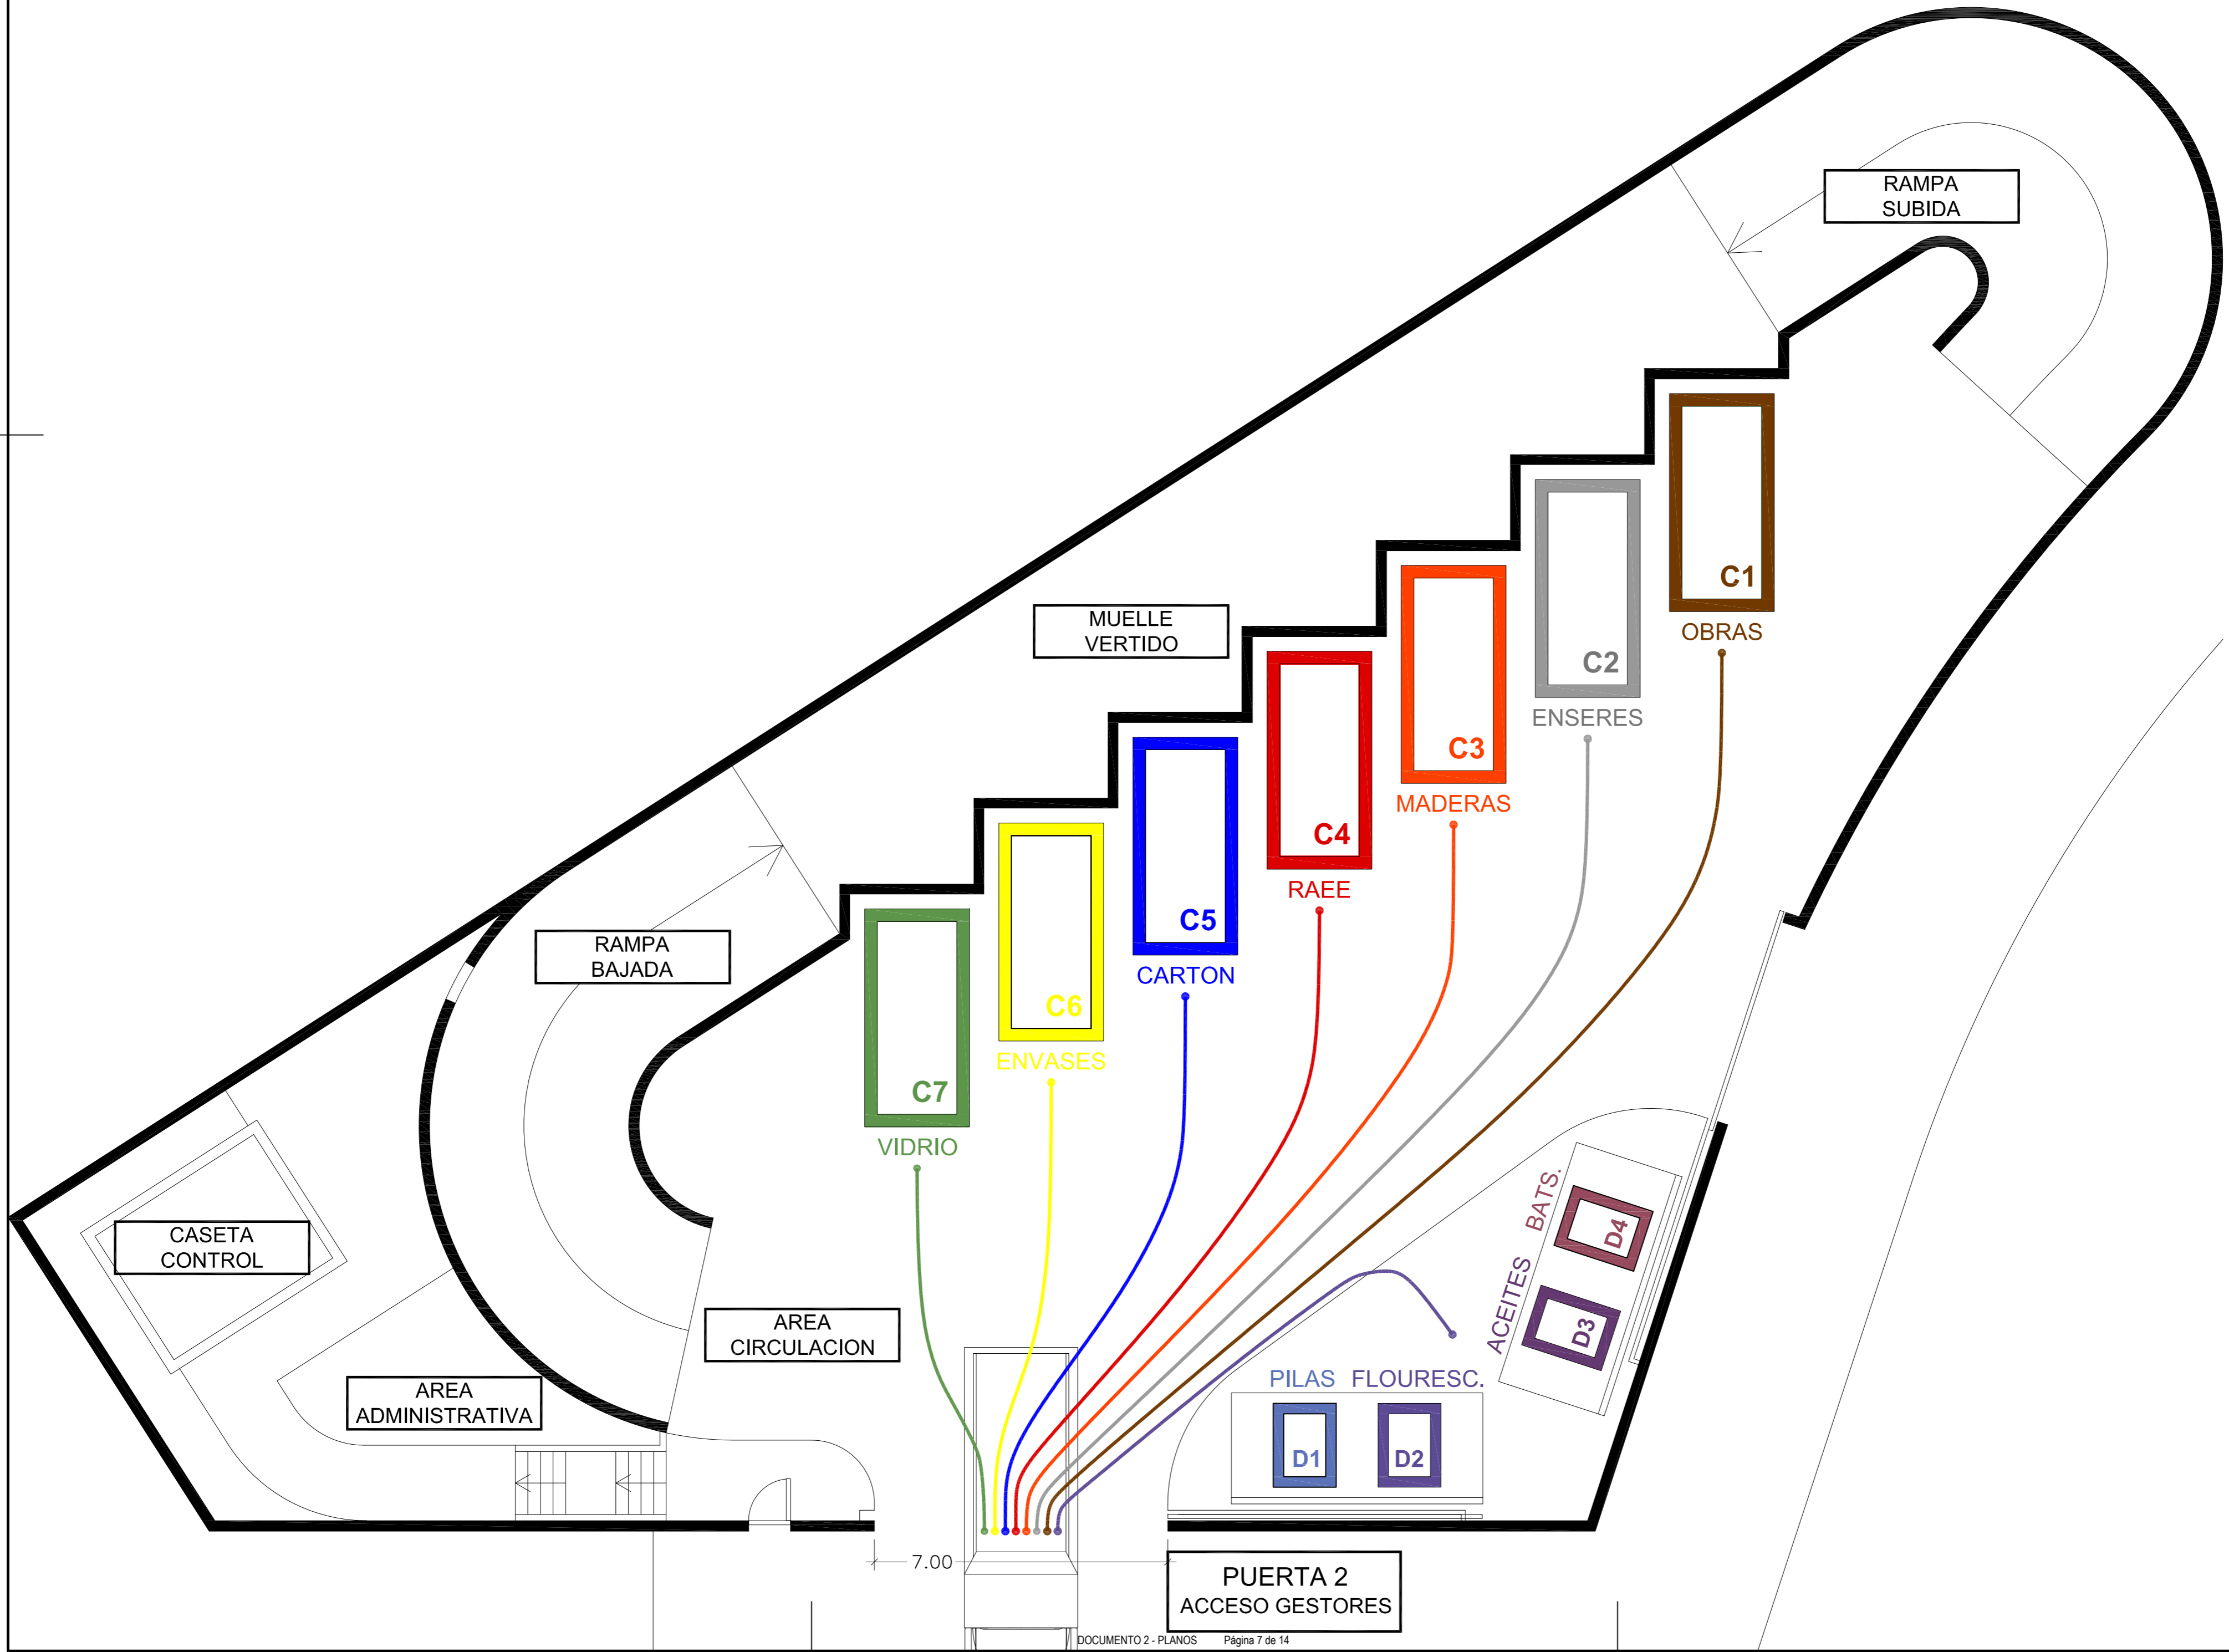 RAMPA
SUBIDA
C1
OBRAS
MUELLE
VERTIDO
C2
ENSERES
C3
MADERAS
C4
RAEE
C5
CARTON
RAMPA
BAJADA
C6
ENVASES
C7
VIDRIO
BATS.
D4
CASETA
CONTROL
ACEITES
D3
AREA
CIRCULACION
AREA
ADMINISTRATIVA
PILAS
FLOURESC.
D1
D2
7.00
PUERTA 2
ACCESO GESTORES
DOCUMENTO 2 - PLANOS Página 7 de 14